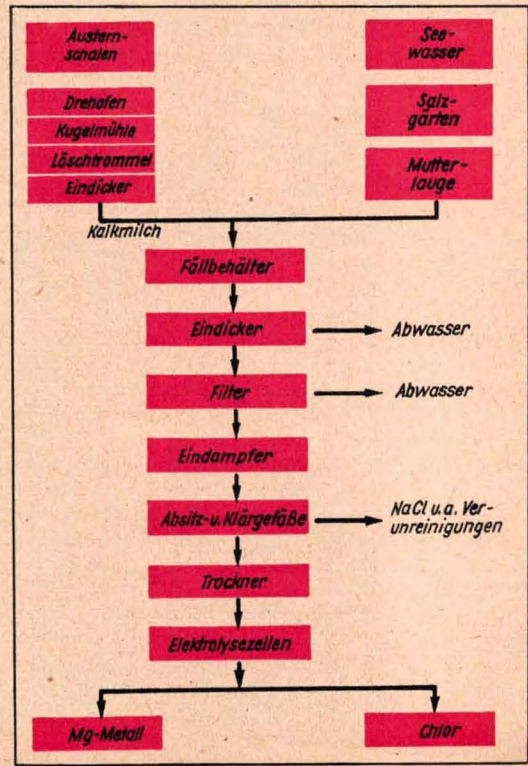 Austern-
schalen
Drehofen
Kugelmühle
Löschtrommel
Eindicker
See-
wasser
Salz-
gärten
Mutter-
lauge
Kalkmilch
Fällbehälter
Eindicker
Abwasser
Filter
Abwasser
Eindampfer
Absitz-u. Klärgefäße
NaCl u.a. Ver-
unreinigungen
Trockner
Elektrolysezellen
Mg-Metall
Chlor